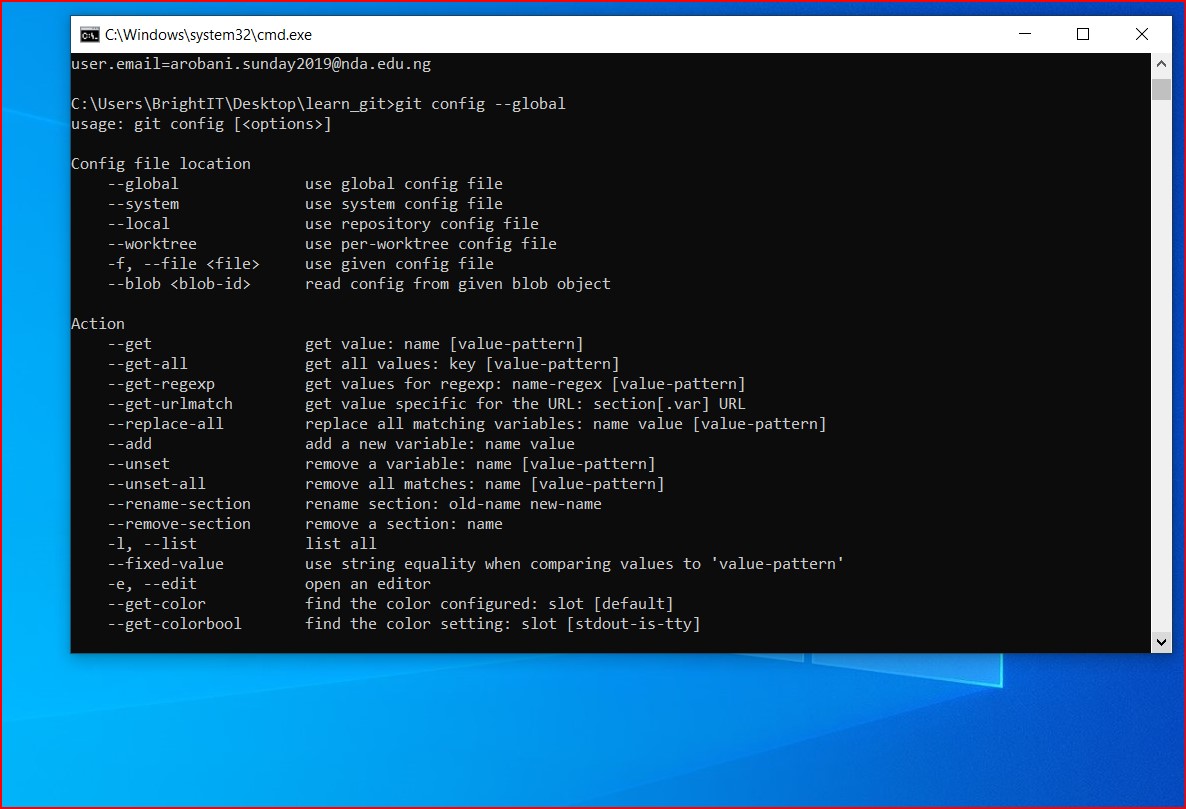 C:\Windows\system32\cmd.exe
user.email=arobani.sunday2019@nda.edu.ng
C:\Users\BrightIT\Desktop\learn_git>git config --global
usage: git config [<options>]
Config file location
--global use global config file
--system use system config file
--local use repository config file
--worktree use per-worktree config file
-f, --file <file> use given config file
--blob <blob-id> read config from given blob object
Action
--get get value: name [value-pattern]
--get-all get all values: key [value-pattern]
--get-regexp get values for regexp: name-regex [value-pattern]
--get-urlmatch get value specific for the URL: section[.var] URL
--replace-all replace all matching variables: name value [value-pattern]
--add add a new variable: name value
--unset remove a variable: name [value-pattern]
--unset-all remove all matches: name [value-pattern]
--rename-section rename section: old-name new-name
--remove-section remove a section: name
-l, --list list all
--fixed-value use string equality when comparing values to 'value-pattern'
-e, --edit open an editor
--get-color find the color configured: slot [default]
--get-colorbool find the color setting: slot [stdout-is-tty]